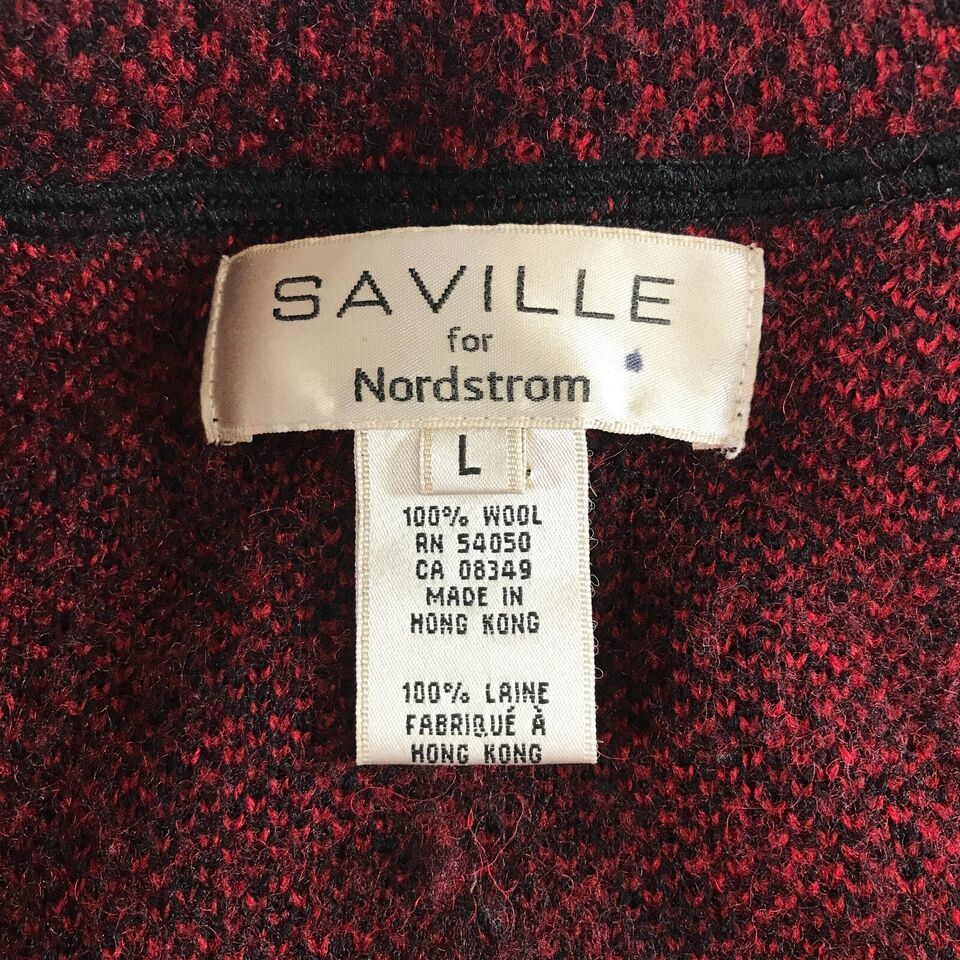 SAVILLE
for
Nordstrom
L
100% WOOL
RN 54050
CA 08349
MADE IN
HONG KONG
100% LAINE
FABRIQUÉ À
HONG KONG